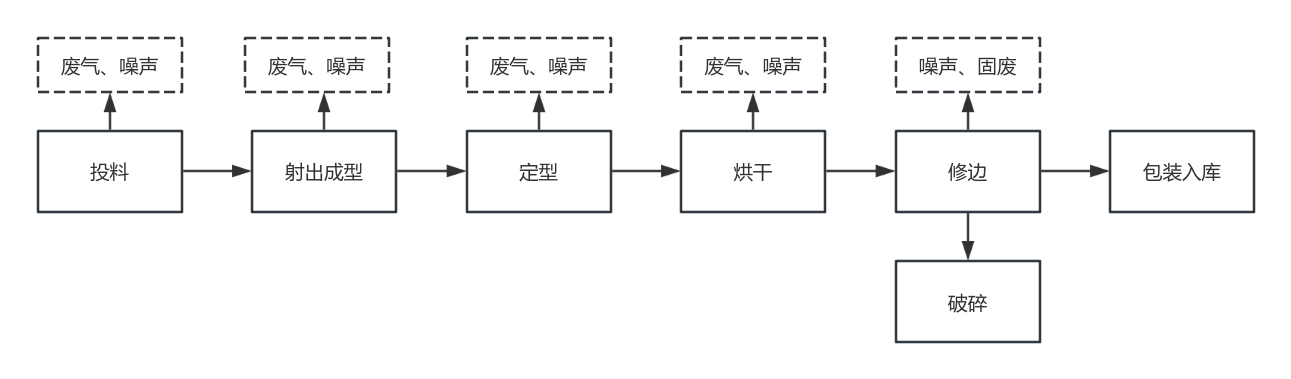 废气、噪声
废气、噪声
废气、噪声
废气、噪声
噪声、固废
投料
射出成型
定型
烘干
修边
包装入库
破碎